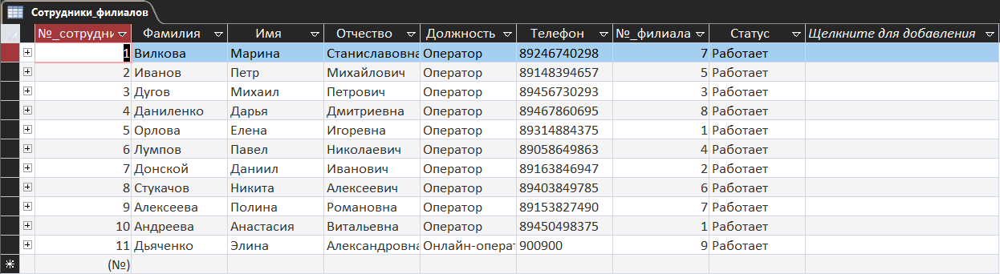 Сотрудники_филиалов
№_сотрудни Фамилия Имя Отчество Должность Телефон №_филиала Статус Щелкните для добавления
1 Вилкова Марина Станиславовна Оператор 89246740298 7 Работает
2 Иванов Петр Михайлович Оператор 89148394657 5 Работает
3 Дугов Михаил Петрович Оператор 89456730293 3 Работает
4 Даниленко Дарья Дмитриевна Оператор 89467860695 8 Работает
5 Орлова Елена Игоревна Оператор 89314884375 1 Работает
6 Лумпов Павел Николаевич Оператор 89058649863 4 Работает
7 Донской Даниил Иванович Оператор 89163846947 2 Работает
8 Стукачов Никита Алексеевич Оператор 89403849785 6 Работает
9 Алексеева Полина Романовна Оператор 89153827490 7 Работает
10 Андреева Анастасия Витальевна Оператор 89450498375 1 Работает
11 Дьяченко Элина Александровна Онлайн-операт 900900 9 Работает
(№)